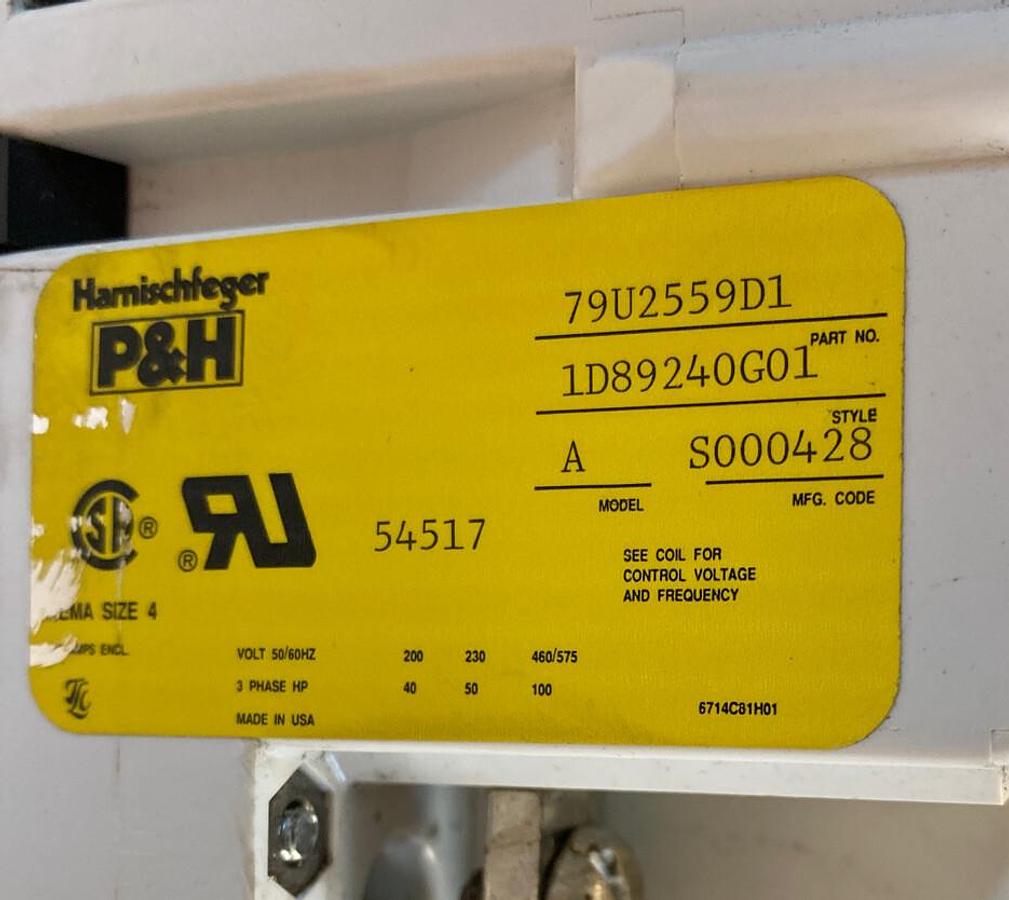 Harnischfeger
P&H
79U2559D1
PART NO.
1D89240G01
STYLE
A S000428
MODEL MFG. CODE
54517
SEE COIL FOR
CONTROL VOLTAGE
AND FREQUENCY
SIZE 4
ENCL.
VOLT 50/60HZ 200 230 460/575
3 PHASE HP 40 50 100
MADE IN USA
6714C81H01